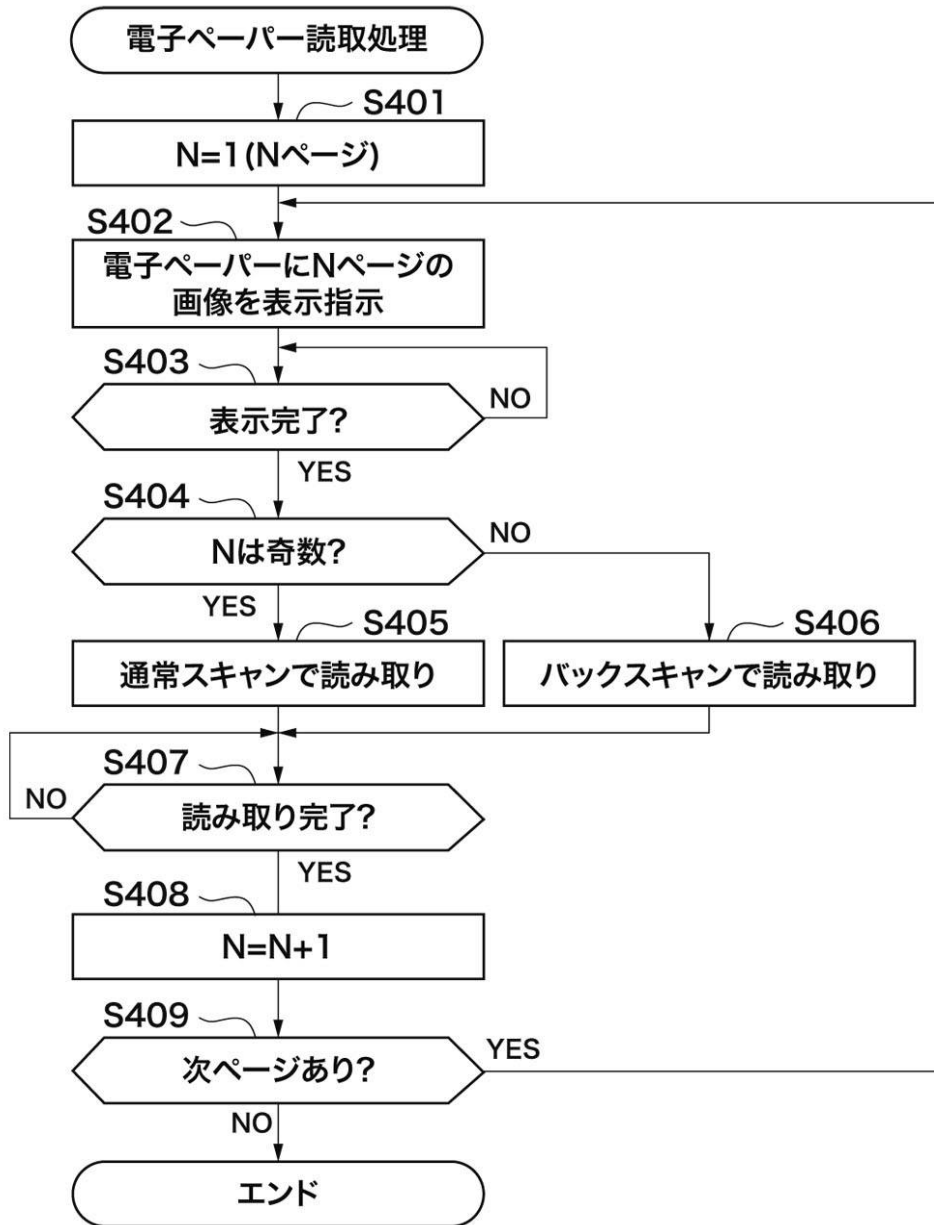 電子ペーパー読取処理
S401
N=1(Nページ)
S402
電子ペーパーにNページの
画像を表示指示
S403
表示完了?
NO
YES
S404
Nは奇数?
NO
YES
S405
通常スキャンで読み取り
S406
バックスキャンで読み取り
S407
読み取り完了?
NO
YES
S408
N=N+1
S409
次ページあり?
YES
NO
エンド